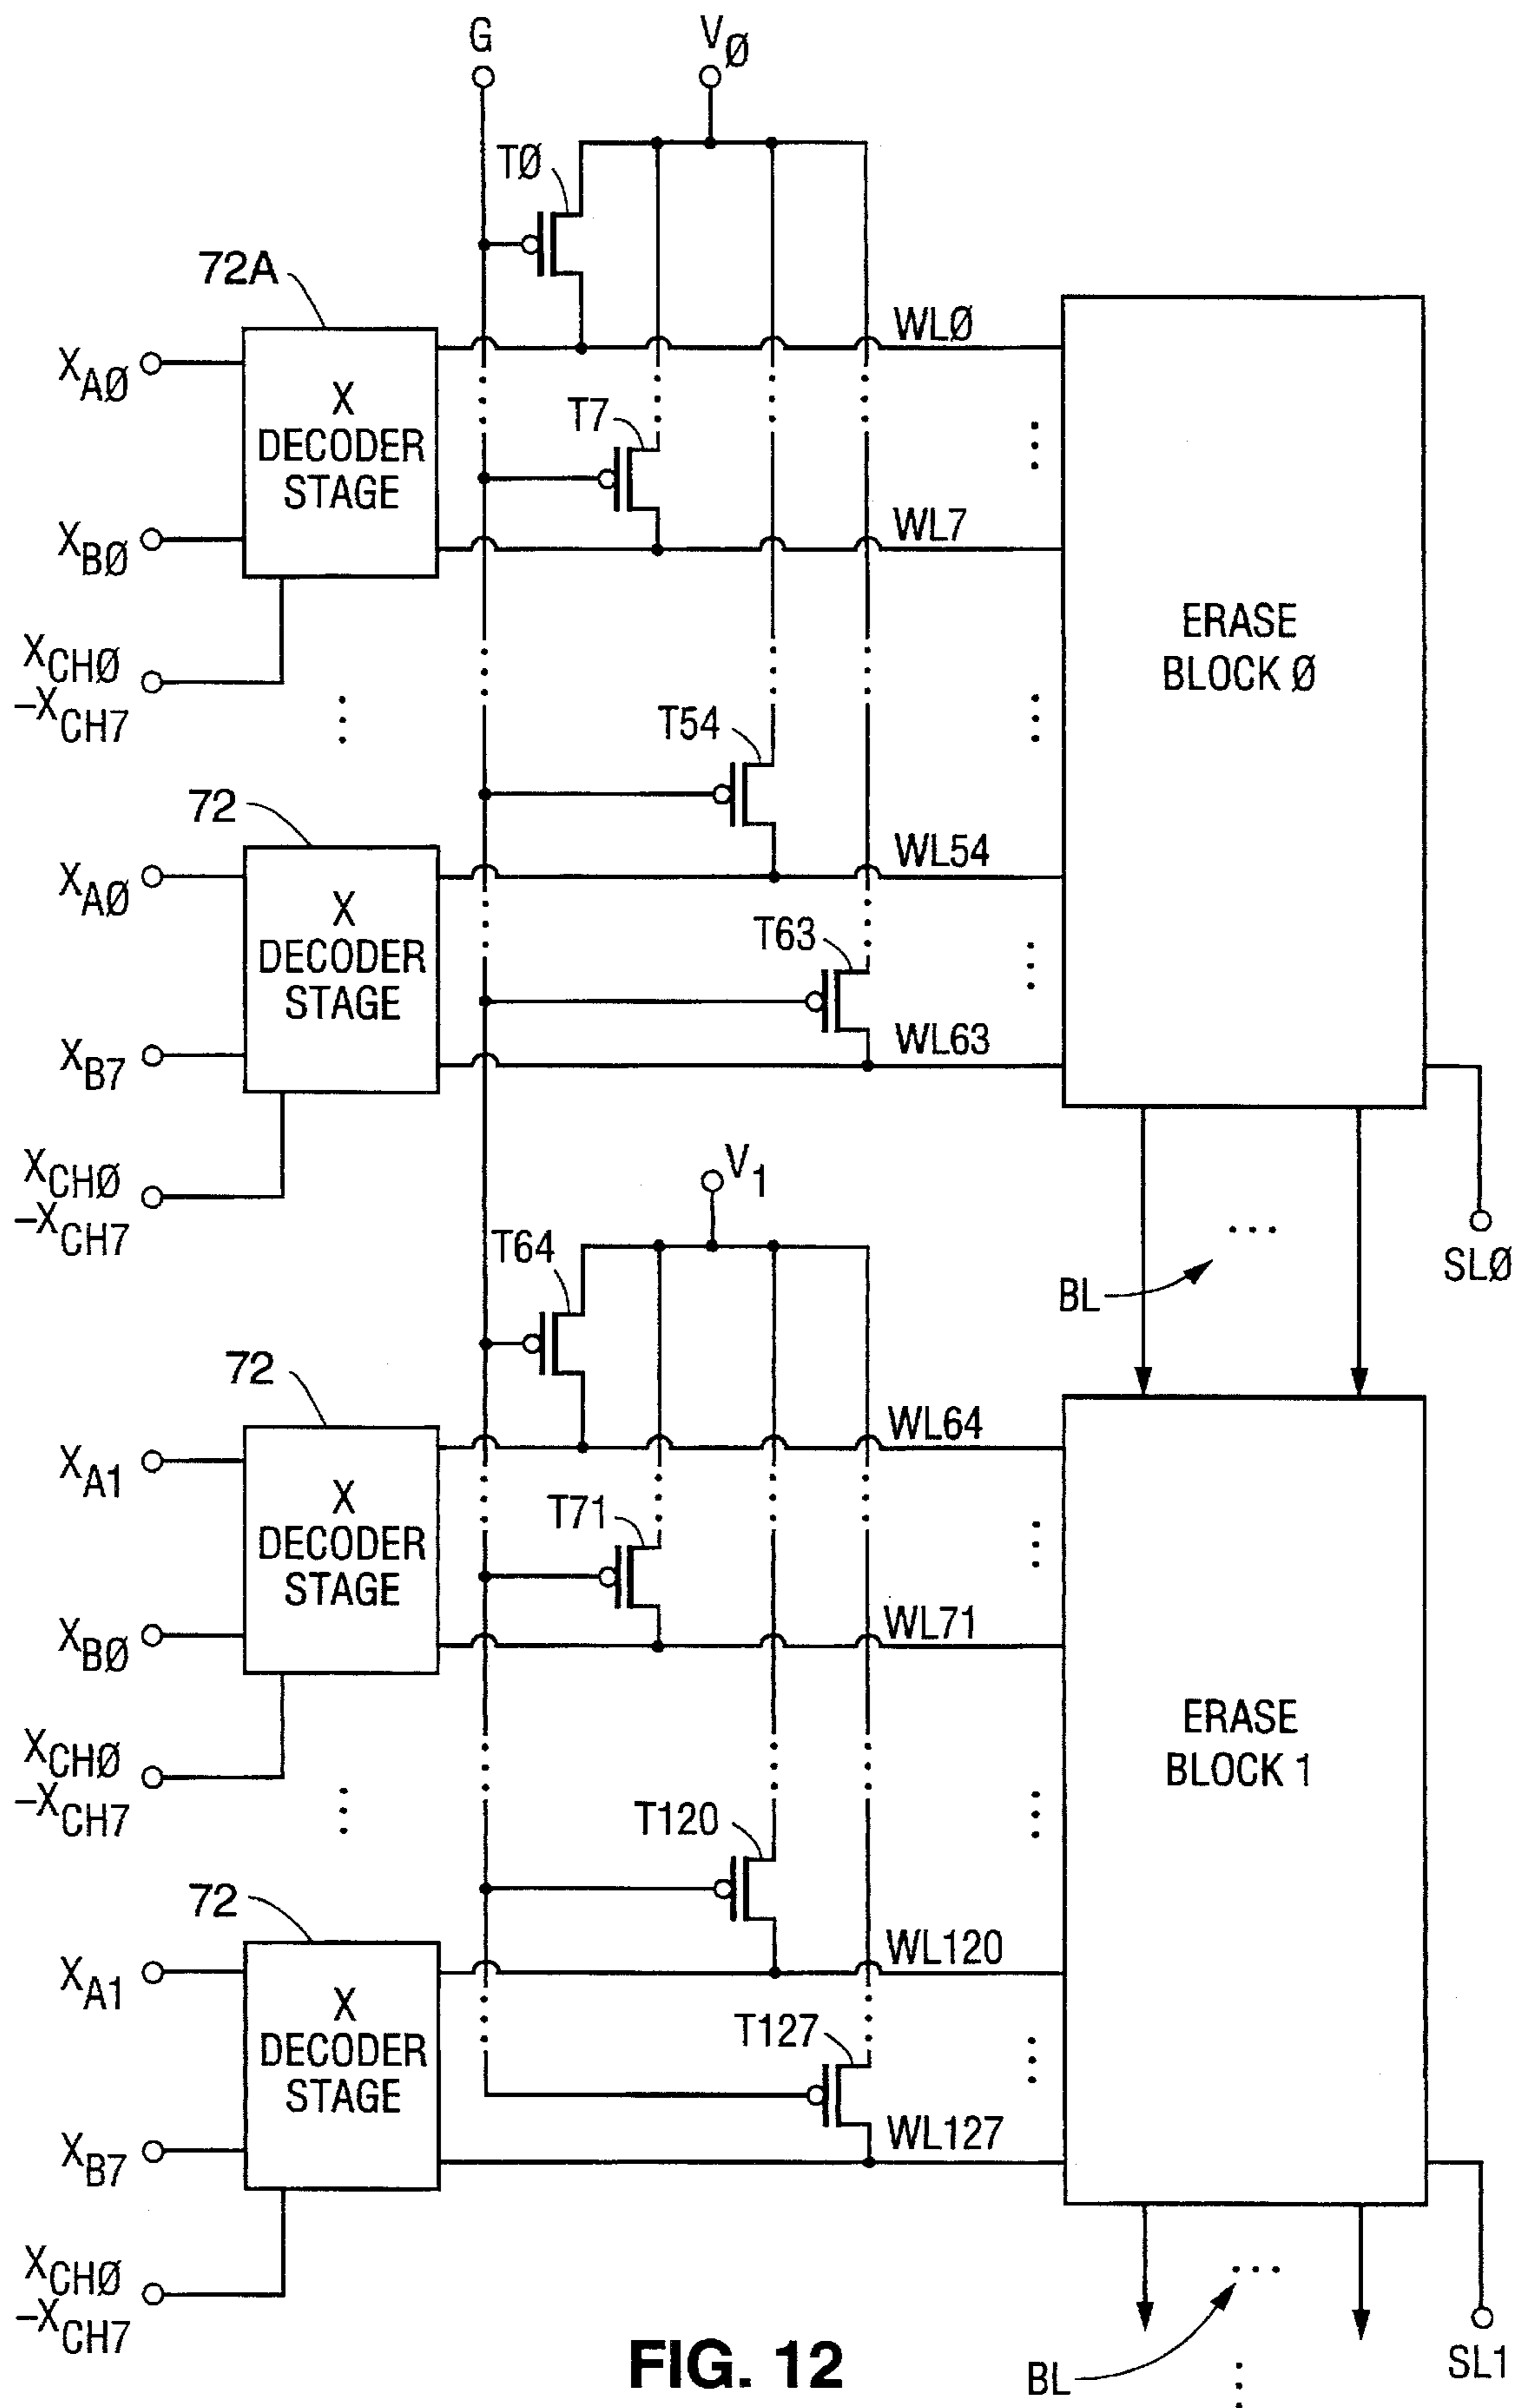 G
VØ
TØ
72A
WLØ
XAØ
X
DECODER
STAGE
T7
XBØ
WL7
XCHØ
-XCH7
ERASE
BLOCK Ø
T54
72
XAØ
X
DECODER
STAGE
WL54
T63
XB7
WL63
XCHØ
-XCH7
V1
T64
BL
SLØ
72
WL64
XA1
X
DECODER
STAGE
T71
XBØ
WL71
XCHØ
-XCH7
ERASE
BLOCK 1
T120
72
WL120
XA1
X
DECODER
STAGE
T127
XB7
WL127
XCHØ
-XCH7
FIG. 12
BL
SL1